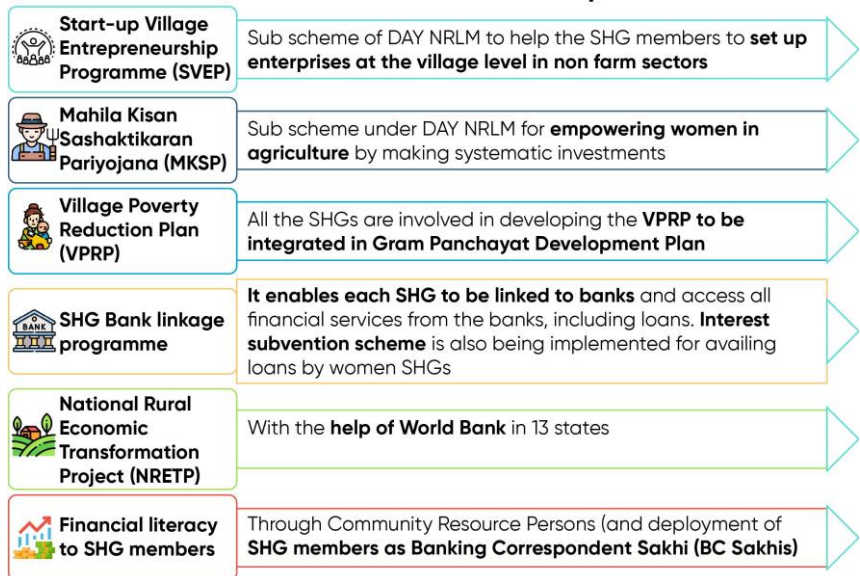 Start-up Village
Entrepreneurship
Programme (SVEP)
Sub scheme of DAY NRLM to help the SHG members to set up
enterprises at the village level in non farm sectors
Mahila Kisan
Sashaktikaran
Pariyojana (MKSP)
Sub scheme under DAY NRLM for empowering women in
agriculture by making systematic investments
Village Poverty
Reduction Plan
(VPRP)
All the SHGs are involved in developing the VPRP to be
integrated in Gram Panchayat Development Plan
BANK
SHG Bank linkage
programme
It enables each SHG to be linked to banks and access all
financial services from the banks, including loans. Interest
subvention scheme is also being implemented for availing
loans by women SHGs
National Rural
Economic
Transformation
Project (NRETP)
With the help of World Bank in 13 states
Financial literacy
to SHG members
Through Community Resource Persons (and deployment of
SHG members as Banking Correspondent Sakhi (BC Sakhis)